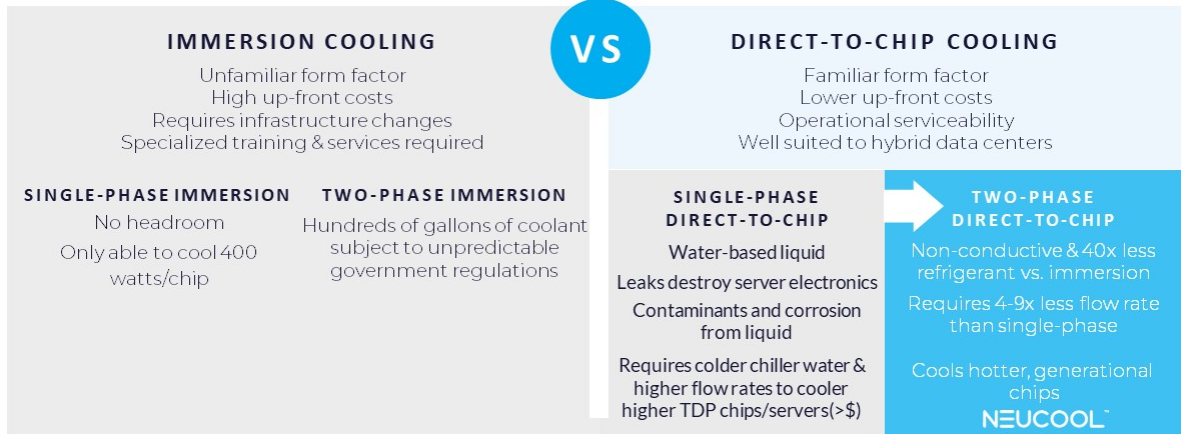 IMMERSION COOLING
Unfamiliar form factor
High up-front costs
Requires infrastructure changes
Specialized training & services required
VS
DIRECT-TO-CHIP COOLING
Familiar form factor
Lower up-front costs
Operational serviceability
Well suited to hybrid data centers
SINGLE-PHASE IMMERSION
No headroom
Only able to cool 400
watts/chip
TWO-PHASE IMMERSION
Hundreds of gallons of coolant
subject to unpredictable
government regulations
SINGLE-PHASE
DIRECT-TO-CHIP
Water-based liquid
Leaks destroy server electronics
Contaminants and corrosion
from liquid
Requires colder chiller water &
higher flow rates to cooler
higher TDP chips/servers(>$)
TWO-PHASE
DIRECT-TO-CHIP
Non-conductive & 40x less
refrigerant vs. immersion
Requires 4-9x less flow rate
than single-phase
Cools hotter, generational
chips
NEUCOOL™